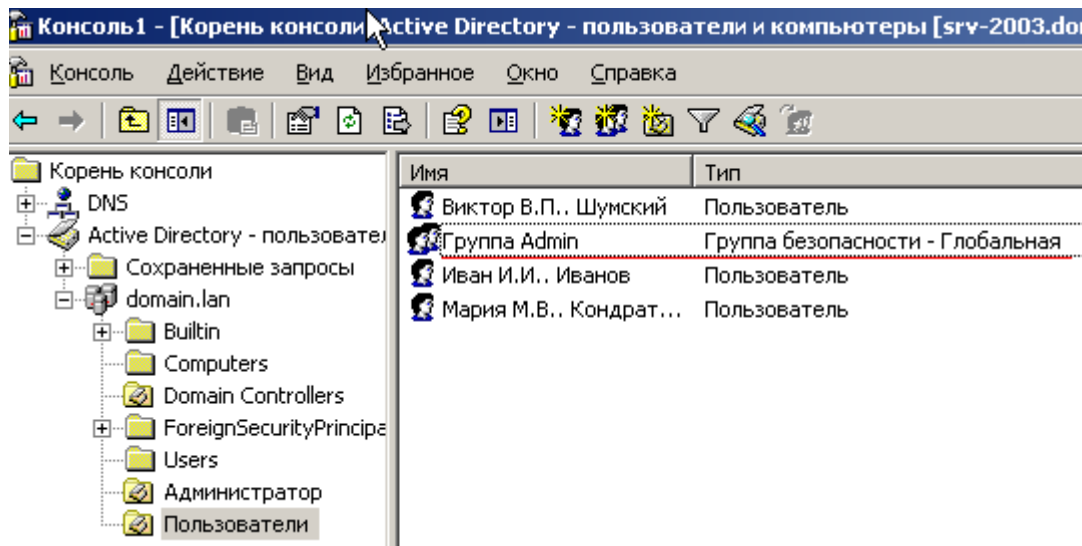 Консоль1 - [Корень консоли\Active Directory - пользователи и компьютеры [srv-2003.do
Консоль Действие Вид Избранное Окно Справка
Корень консоли
DNS
Active Directory - пользовател
Сохраненные запросы
domain.lan
Builtin
Computers
Domain Controllers
ForeignSecurityPrincipa
Users
Администратор
Пользователи
Имя Тип
Виктор В.П.. Шумский Пользователь
Группа Admin Группа безопасности - Глобальная
Иван И.И.. Иванов Пользователь
Мария М.В.. Кондрат... Пользователь